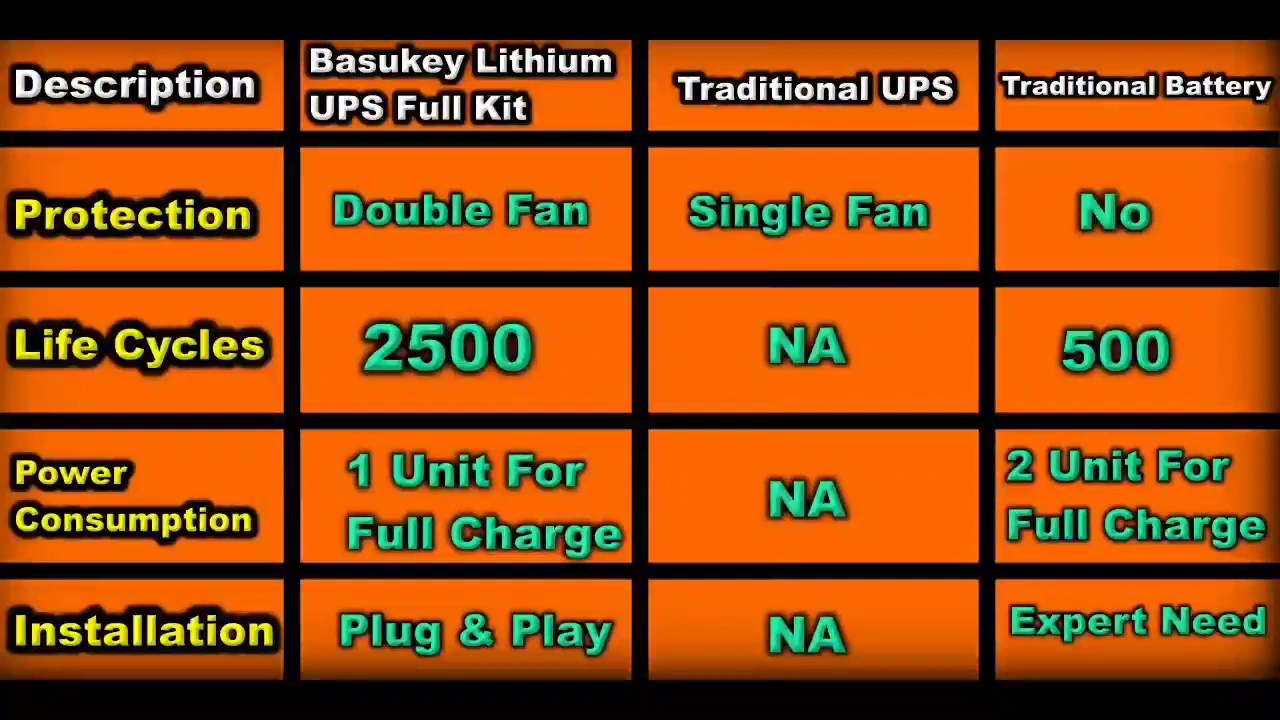 Description
Basukey Lithium
UPS Full Kit
Traditional UPS
Traditional Battery
Protection
Double Fan
Single Fan
No
Life Cycles
2500
NA
500
Power
Consumption
1 Unit For
Full Charge
NA
2 Unit For
Full Charge
Installation
Plug & Play
NA
Expert Need